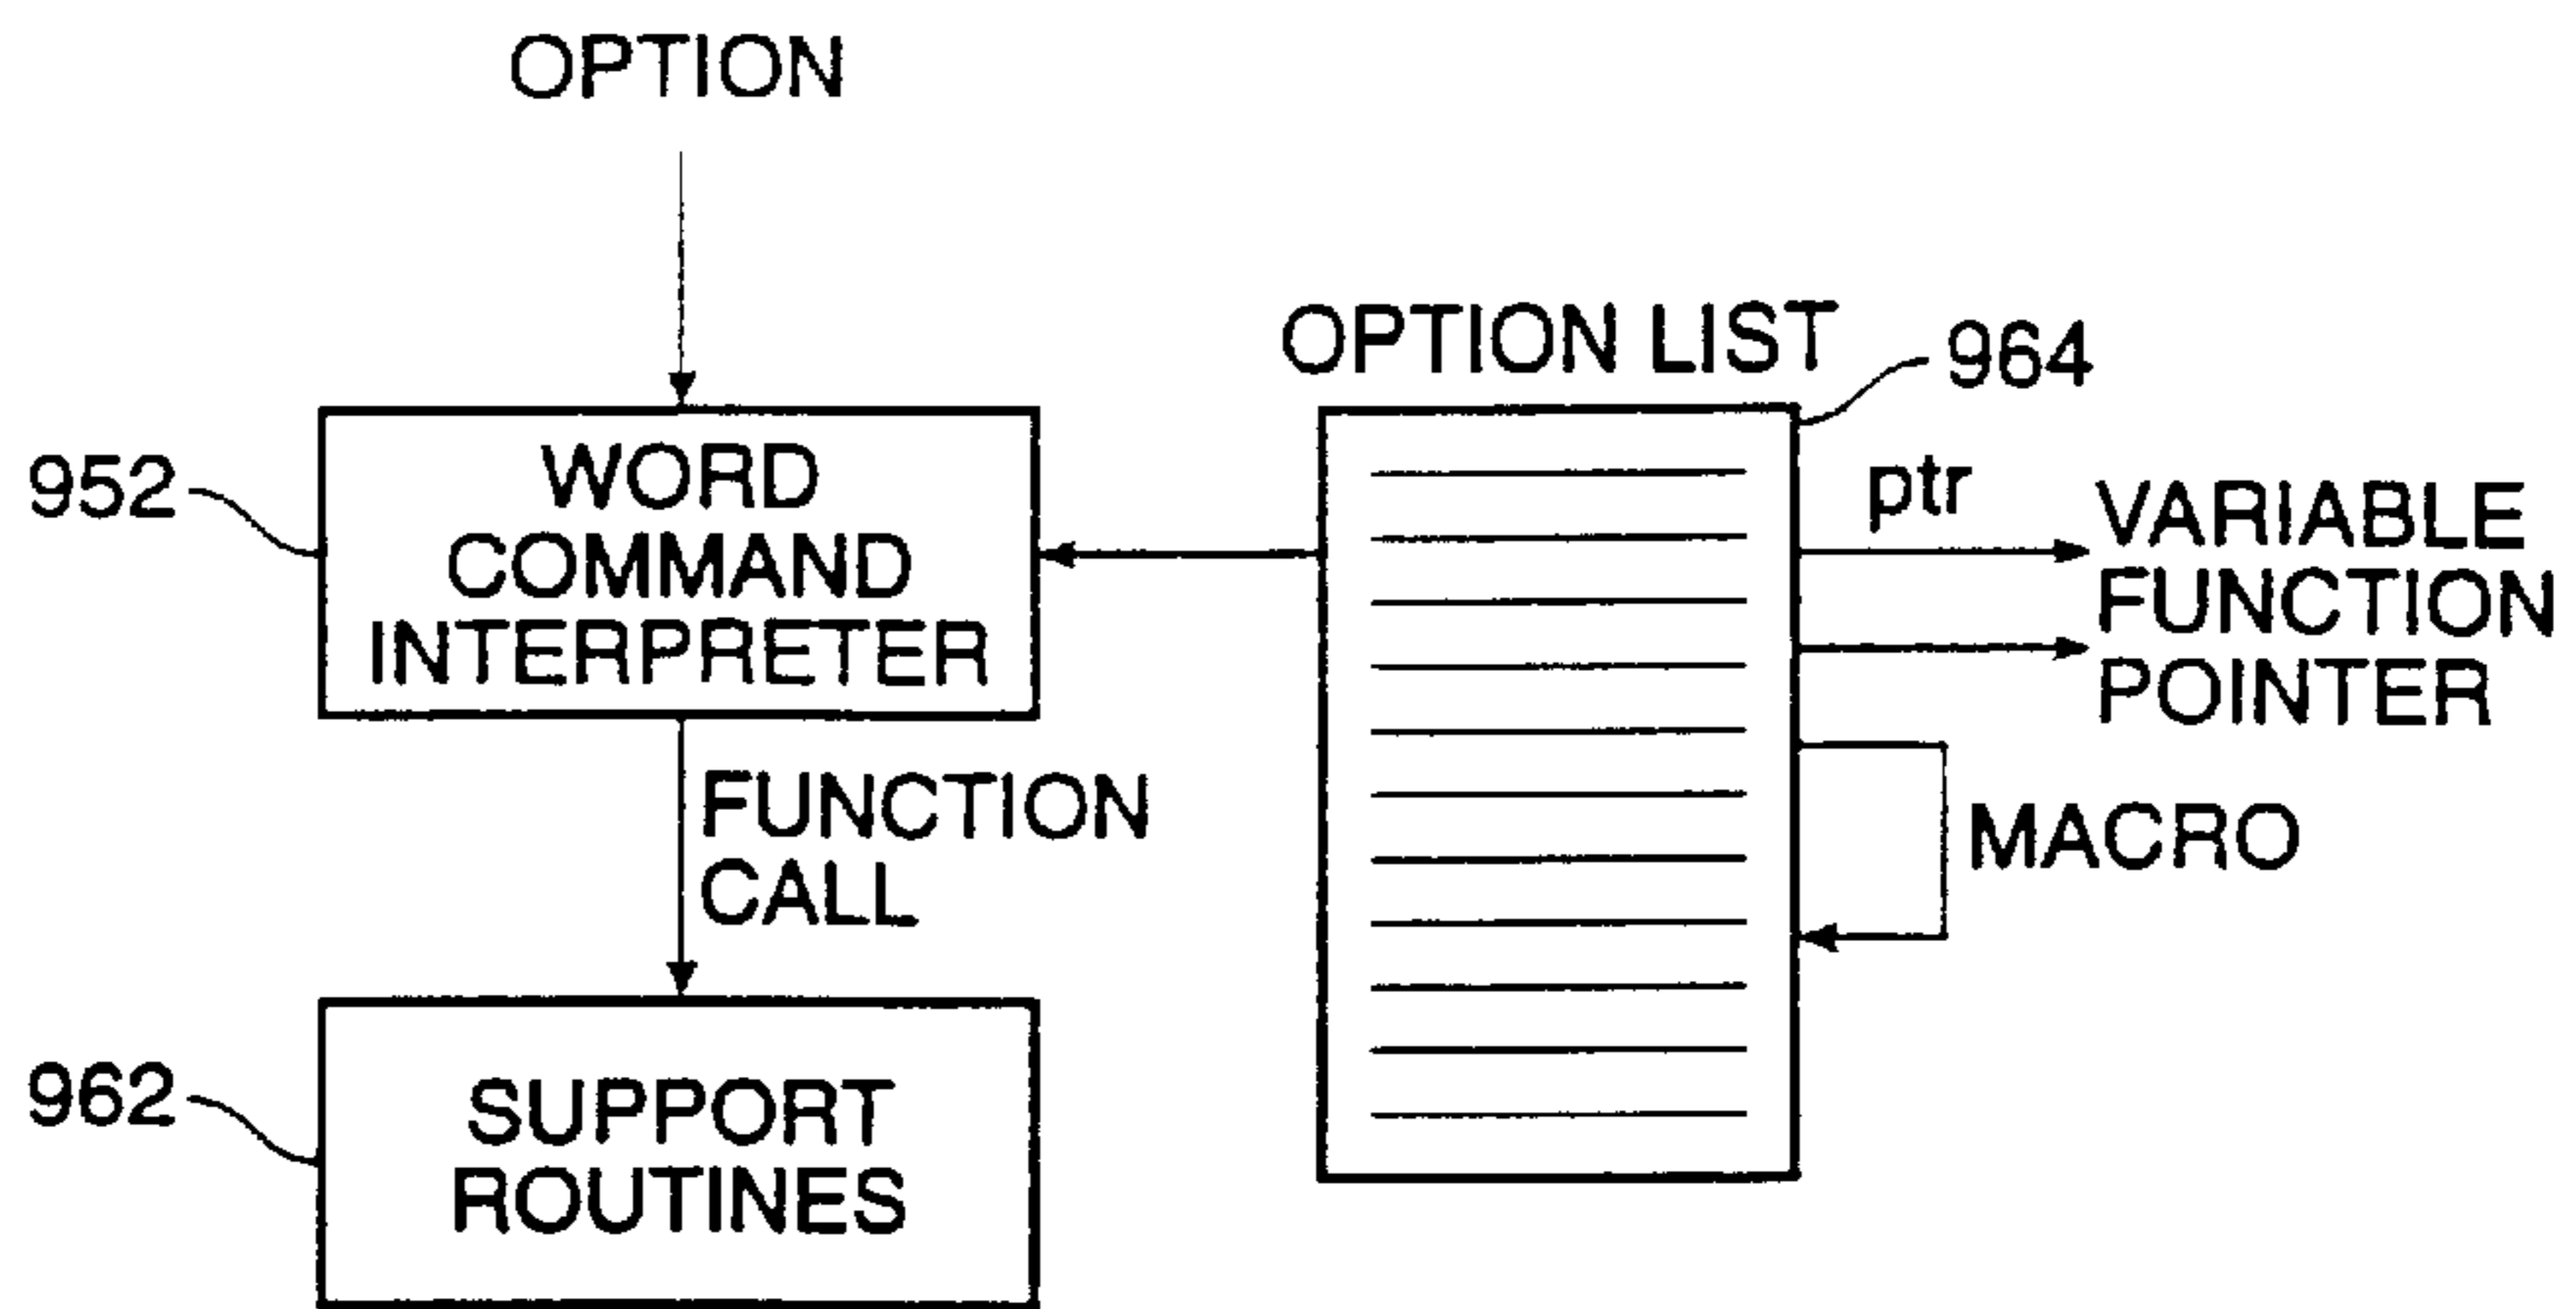 OPTION
OPTION LIST
964
952
WORD
COMMAND
INTERPRETER
ptr
VARIABLE
FUNCTION
POINTER
FUNCTION
CALL
MACRO
962
SUPPORT
ROUTINES